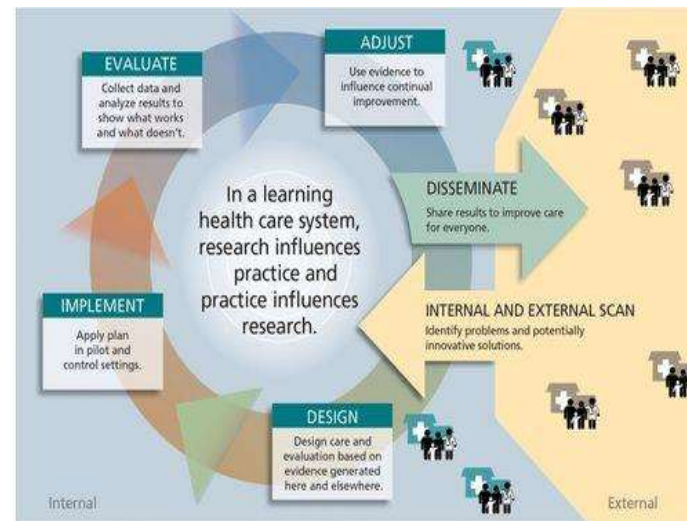 EVALUATE
Collect data and
analyze results to
show what works
and what doesn't.
ADJUST
Use evidence to
influence continual
improvement.
In a learning
health care system,
research influences
practice and
practice influences
research.
DISSEMINATE
Share results to improve care
for everyone.
INTERNAL AND EXTERNAL SCAN
Identify problems and potentially
innovative solutions.
IMPLEMENT
Apply plan
in pilot and
control settings.
DESIGN
Design care and
evaluation based on
evidence generated
here and elsewhere.
Internal
External